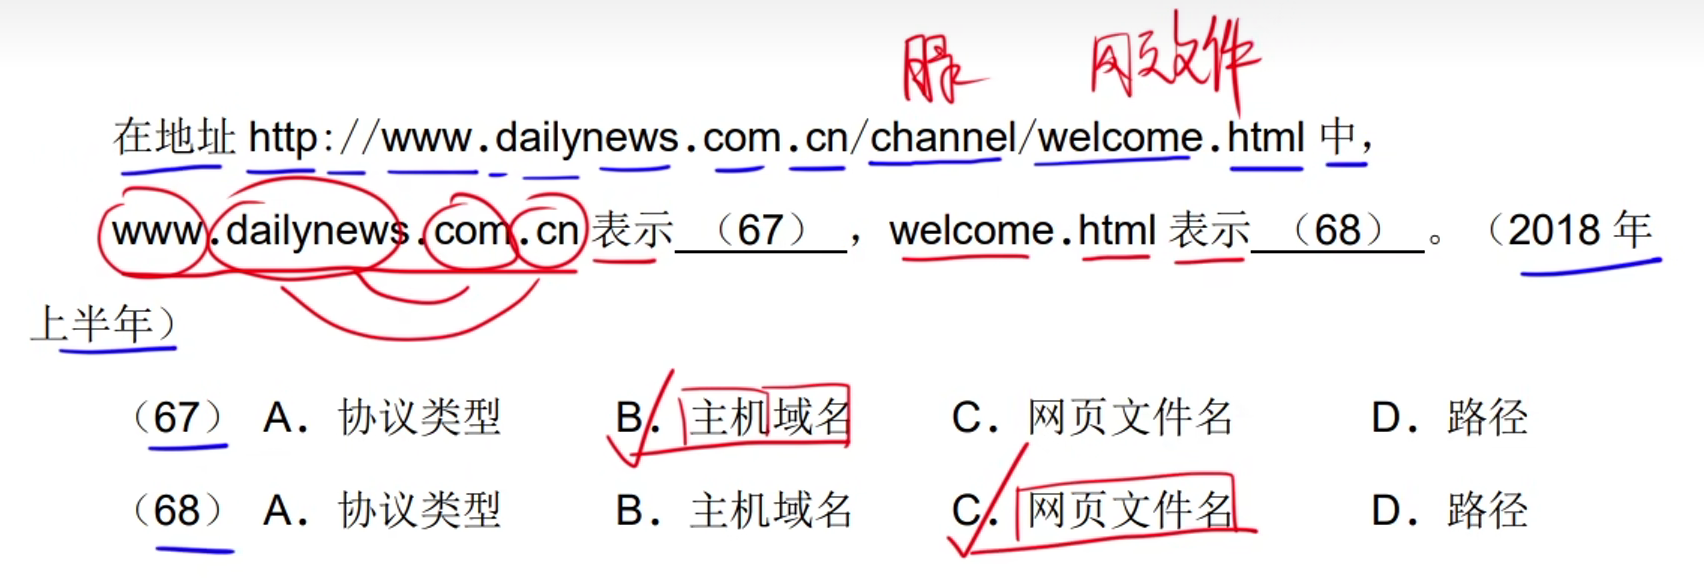 网页文件
在地址 http://www.dailynews.com.cn/channel/welcome.html 中，
www.dailynews.com.cn 表示 （67） ， welcome.html 表示 （68） 。（2018 年
上半年）
（67） A. 协议类型 B. 主机域名 C. 网页文件名 D. 路径
（68） A. 协议类型 B. 主机域名 C. 网页文件名 D. 路径